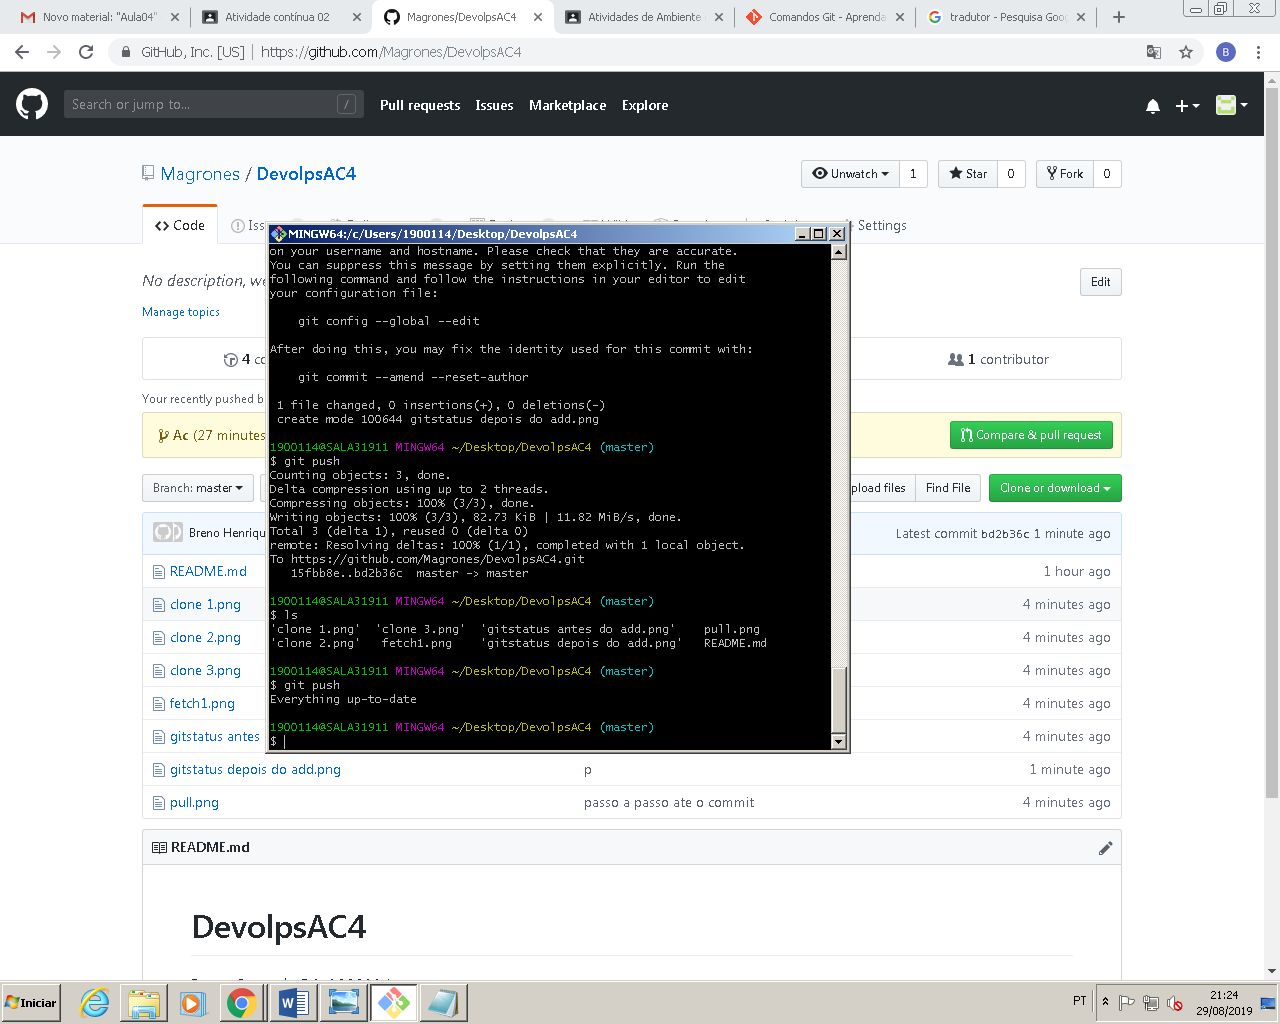 Novo material: "Aula04"
Atividade contínua 02
Magrones/DevolpsAC4
Atividades de Ambiente
Comandos Git - Aprenda
tradutor - Pesquisa Goo
GitHub, Inc. [US] | https://github.com/Magrones/DevolpsAC4
B
Search or jump to...
/
Pull requests
Issues
Marketplace
Explore
Magrones / DevolpsAC4
Unwatch
1
Star
0
Fork
0
Code
Iss
Settings
MINGW64:/c/Users/1900114/Desktop/DevolpsAC4
on your username and hostname. Please check that they are accurate.
You can suppress this message by setting them explicitly. Run the
following command and follow the instructions in your editor to edit
your configuration file:
git config --global --edit
After doing this, you may fix the identity used for this commit with:
git commit --amend --reset-author
1 file changed, 0 insertions(+), 0 deletions(-)
create mode 100644 gitstatus depois do add.png
1900114@SALA31911 MINGW64 ~/Desktop/DevolpsAC4 (master)
$ git push
Counting objects: 3, done.
Delta compression using up to 2 threads.
Compressing objects: 100% (3/3), done.
Writing objects: 100% (3/3), 82.73 KiB | 11.82 MiB/s, done.
Total 3 (delta 1), reused 0 (delta 0)
remote: Resolving deltas: 100% (1/1), completed with 1 local object.
To https://github.com/Magrones/DevolpsAC4.git
15fbb8e..bd2b36c  master -> master
1900114@SALA31911 MINGW64 ~/Desktop/DevolpsAC4 (master)
$ ls
'clone 1.png'  'clone 3.png'  'gitstatus antes do add.png'  pull.png
'clone 2.png'  fetch1.png  'gitstatus depois do add.png'  README.md
1900114@SALA31911 MINGW64 ~/Desktop/DevolpsAC4 (master)
$ git push
Everything up-to-date
1900114@SALA31911 MINGW64 ~/Desktop/DevolpsAC4 (master)
$
No description, we
Edit
Manage topics
4 co
1 contributor
Your recently pushed b
Ac (27 minutes
Compare & pull request
Branch: master
pload files
Find File
Clone or download
Breno Henriqu
Latest commit bd2b36c 1 minute ago
README.md
1 hour ago
clone 1.png
4 minutes ago
clone 2.png
4 minutes ago
clone 3.png
4 minutes ago
fetch1.png
4 minutes ago
gitstatus antes
4 minutes ago
gitstatus depois do add.png
p
1 minute ago
pull.png
passo a passo ate o commit
4 minutes ago
README.md
DevolpsAC4
Iniciar
PT
21:24
29/08/2019